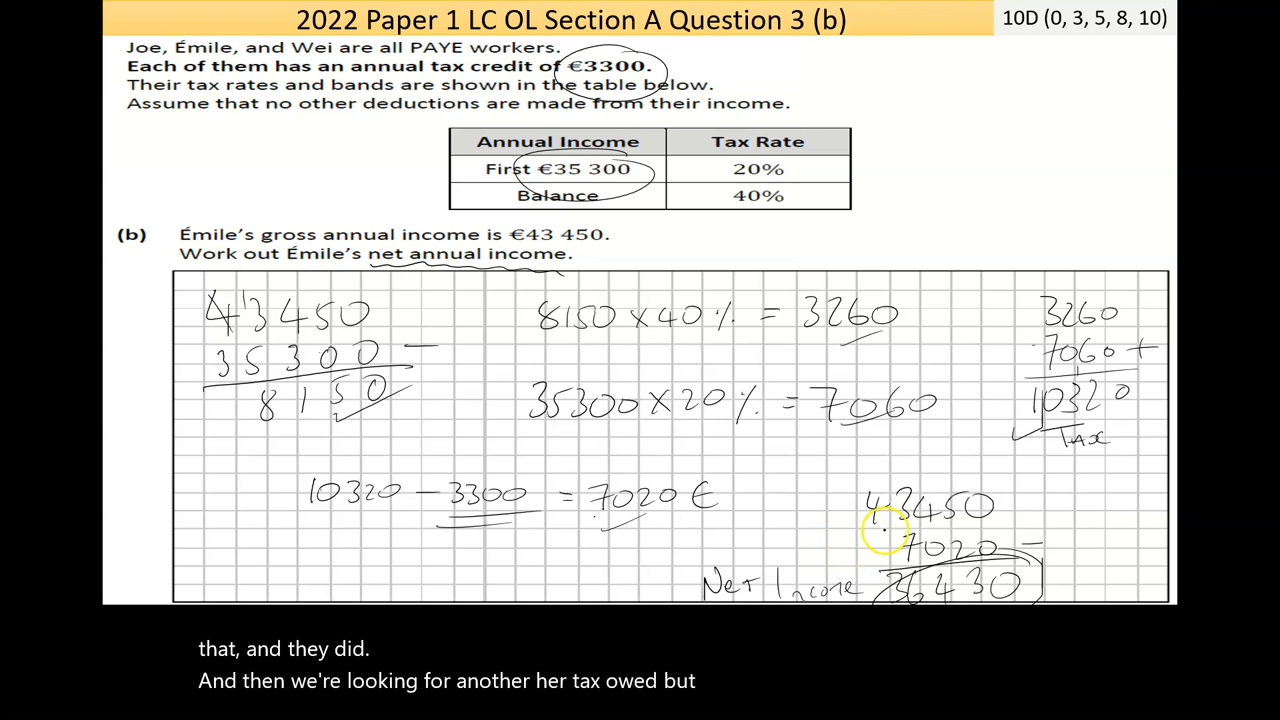 2022 Paper 1 LC OL Section A Question 3 (b)
10D (0, 3, 5, 8, 10)
Joe, Émile, and Wei are all PAYE workers.
Each of them has an annual tax credit of €3300.
Their tax rates and bands are shown in the table below.
Assume that no other deductions are made from their income.
Annual Income Tax Rate
First €35 300 20%
Balance 40%
(b) Émile's gross annual income is €43 450.
Work out Émile's net annual income.
43450
35300 -
8150
8150 x 40% = 3260
35300 x 20% = 7060
3260
7060 +
10320
Tax
10320 - 3300 = 7020 €
43450
7020 -
Net Income 36430
that, and they did.
And then we're looking for another her tax owed but